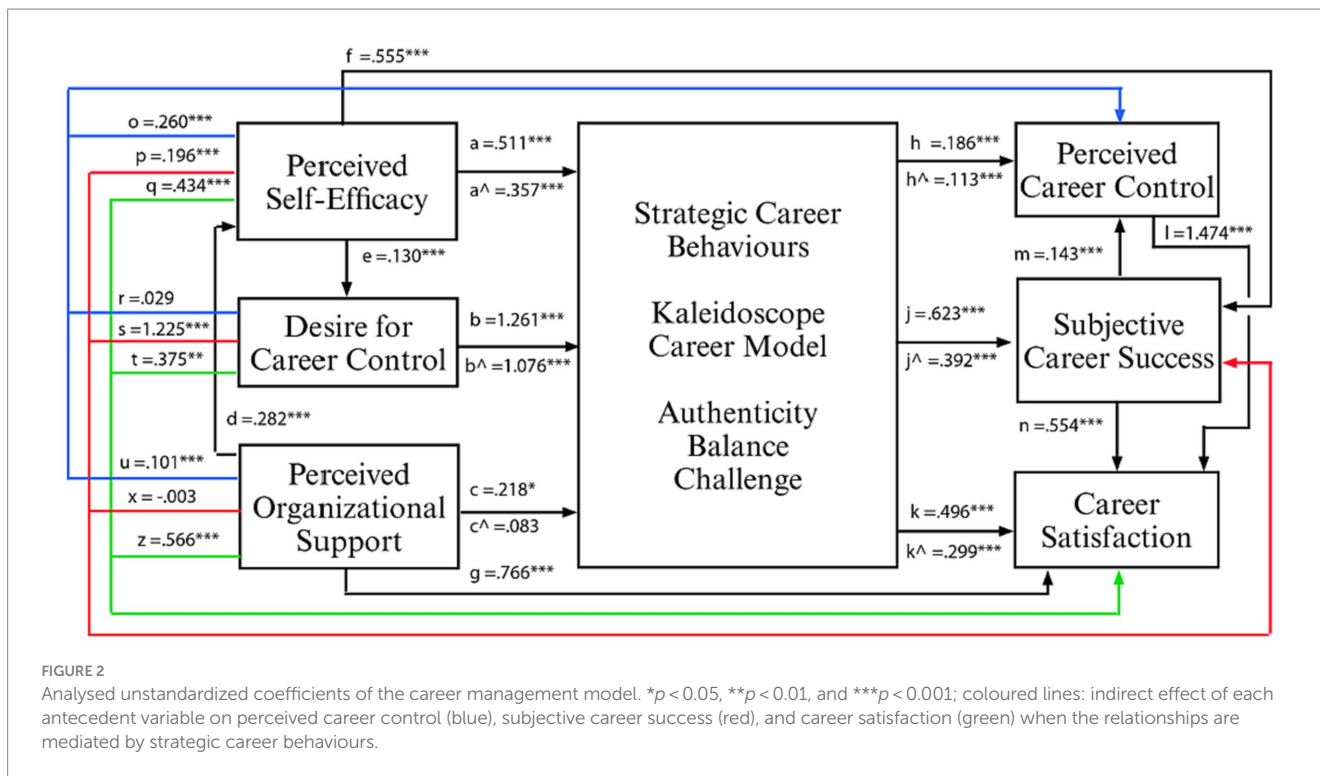 f =.555***
o =.260***
p =.196***
q =.434***
Perceived
Self-Efficacy
a =.511***
a^ =.357***
e =.130***
r =.029
s =1.225***
t =.375**
Desire for
Career Control
b =1.261***
b^ =1.076***
d =.282***
u =.101***
x = -.003
z =.566***
Perceived
Organizational
Support
c =.218*
c^ =.083
g =.766***
Strategic Career
Behaviours
Kaleidoscope
Career Model
Authenticity
Balance
Challenge
h =.186***
h^ =.113***
Perceived
Career Control
l =1.474***
m =.143***
j =.623***
j^ =.392***
Subjective
Career Success
n =.554***
k =.496***
k^ =.299***
Career
Satisfaction
FIGURE 2
Analysed unstandardized coefficients of the career management model. *p < 0.05, **p < 0.01, and ***p < 0.001; coloured lines: indirect effect of each
antecedent variable on perceived career control (blue), subjective career success (red), and career satisfaction (green) when the relationships are
mediated by strategic career behaviours.